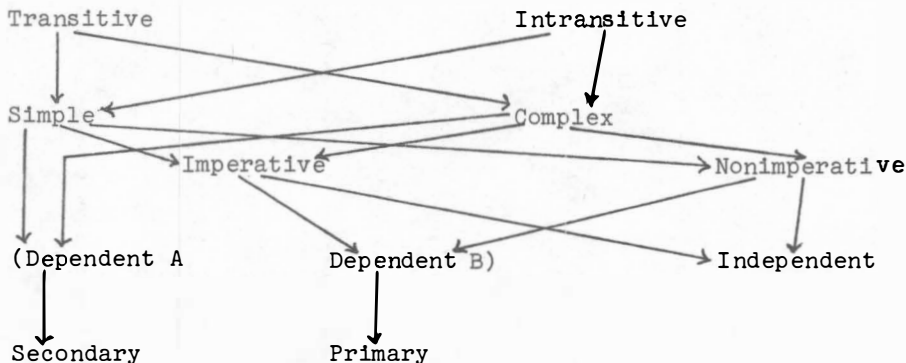 Transitive Intransitive
Simple Complex
Imperative Nonimperative
(Dependent A Dependent B) Independent
Secondary Primary